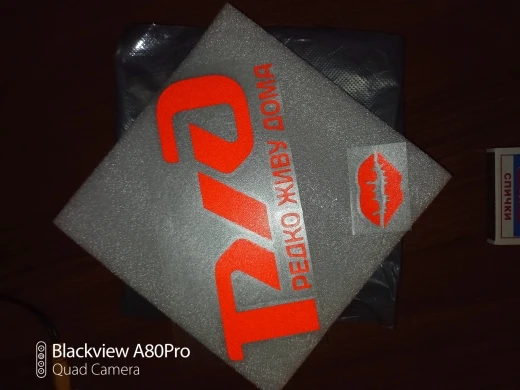 РЖД
РЕДКО ЖИВУ ДОМА
СПИЧКИ
Blackview A80Pro
Quad Camera